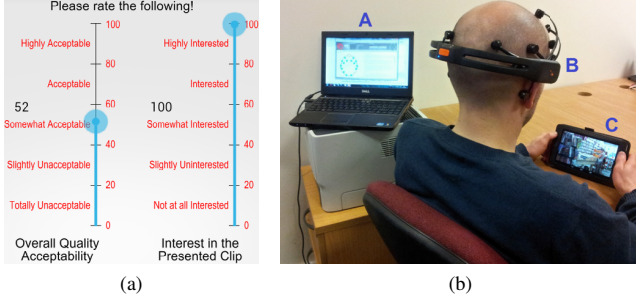 Please rate the following!
100 100
Highly Acceptable Highly Interested
80 80
Acceptable Interested
60 60
52 100
Somewhat Acceptable Somewhat Interested
40 40
Slightly Unacceptable Slightly Uninterested
20 20
Totally Unacceptable Not at all Interested
0 0
Overall Quality
Acceptability
Interest in the
Presented Clip
(a)
A
B
C
DELL
(b)